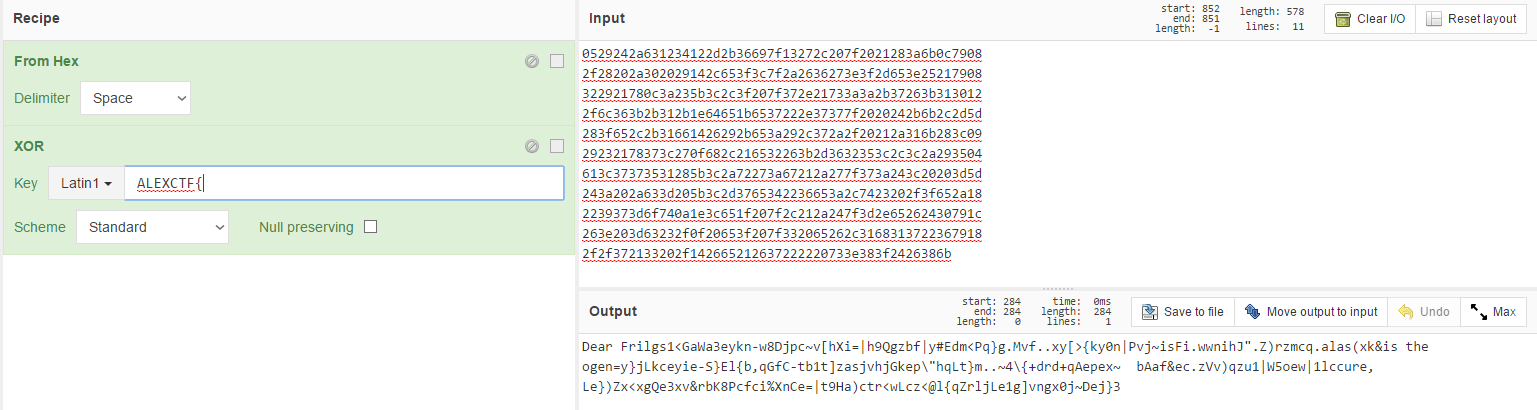 Recipe
From Hex
Delimiter Space
XOR
Key Latin1 ALEXCTF{
Scheme Standard Null preserving
Input
start: 852
end: 851
length: -1
length: 578
lines: 11
Clear I/O Reset layout
0529242a631234122d2b36697f13272c207f2021283a6b0c7908
2f28202a302029142c653f3c7f2a2636273e3f2d653e25217908
322921780c3a235b3c2c3f207f372e21733a3a2b37263b313012
2f6c363b2b312b1e64651b6537222e37377f2020242b6b2c2d5d
283f652c2b31661426292b653a292c372a2f20212a316b283c09
29232178373c270f682c216532263b2d3632353c2c3c2a293504
613c37373531285b3c2a72273a67212a277f373a243c20203d5d
243a202a633d205b3c2d3765342236653a2c7423202f3f652a18
2239373d6f740a1e3c651f207f2c212a247f3d2e65262430791c
263e203d63232f0f20653f207f332065262c3168313722367918
2f2f372133202f142665212637222220733e383f2426386b
Output
start: 284
end: 284
length: 0
time: 0ms
length: 284
lines: 1
Save to file Move output to input Undo Max
Dear Frilgs1<GaWa3eykn-w8Djpc~v[hXi=|h9Qgzbf|y#Edm<Pq}g.Mvf..xy[>{ky0n|Pvj~isFi.wwnihJ".Z)rzmcq.alas(xk&is the
ogen=y}jLkceyie-S}El{b,qGfC-tb1t]zasjvhjGkep\"hqLt}m..~4\{+drd+qAepex~ bAaf&ec.zVv)qzu1|W5oew|1lccure,
Le})Zx<xgQe3xv&rbK8Pcfci%XnCe=|t9Ha)ctr<wLcz<@l{qZrljLe1g]vngx0j~Dej}3